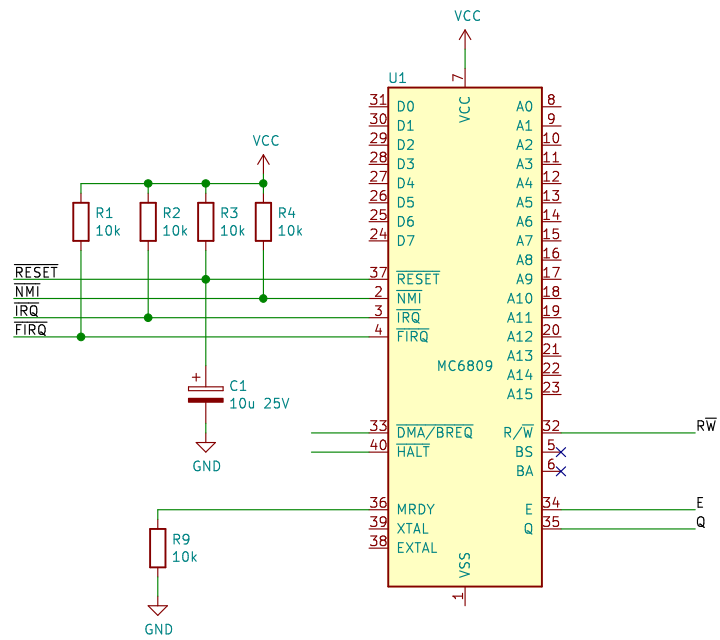 VCC
U1
7
VCC
31 D0 A0 8
30 D1 A1 9
29 D2 A2 10
28 D3 A3 11
27 D4 A4 12
26 D5 A5 13
25 D6 A6 14
24 D7 A7 15
A8 16
37 RESET A9 17
2 NMI A10 18
3 IRQ A11 19
4 FIRQ A12 20
A13 21
A14 22
A15 23
MC6809
33 DMA/BREQ R/W 32
40 HALT BS 5
BA 6
36 MRDY E 34
39 XTAL Q 35
38 EXTAL
VSS
1
VCC
R1
10k
R2
10k
R3
10k
R4
10k
RESET
NMI
IRQ
FIRQ
+
C1
10u 25V
GND
R9
10k
GND
RW
E
Q